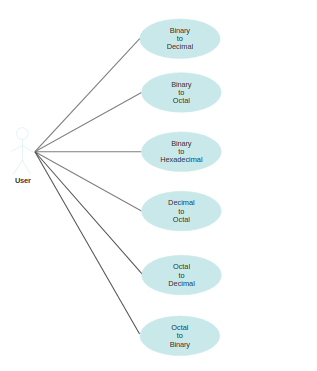 Binary
to
Decimal
Binary
to
Octal
Binary
to
Hexadecimal
User
Decimal
to
Octal
Octal
to
Decimal
Octal
to
Binary